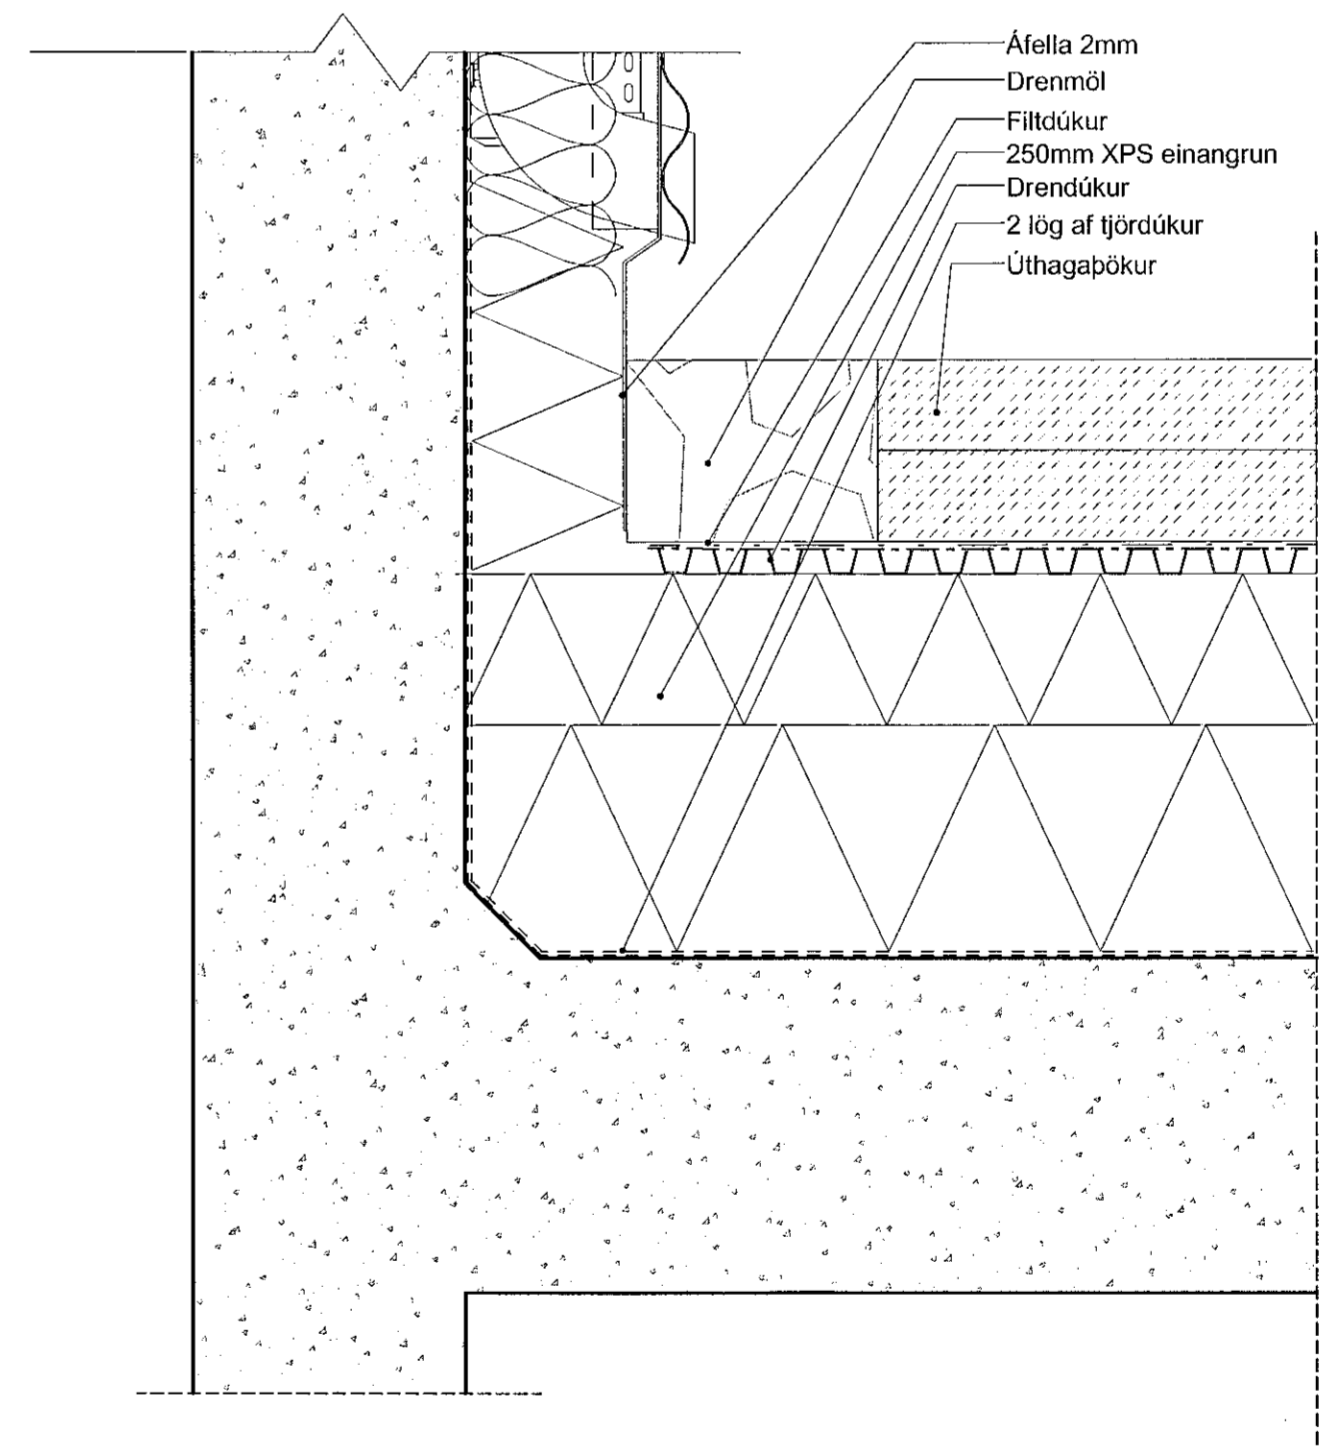 Áfella 2mm
Drenmöl
Filtdúkur
250mm XPS einangrun
Drendúkur
2 lög af tjördúkur
Úthagaþökur